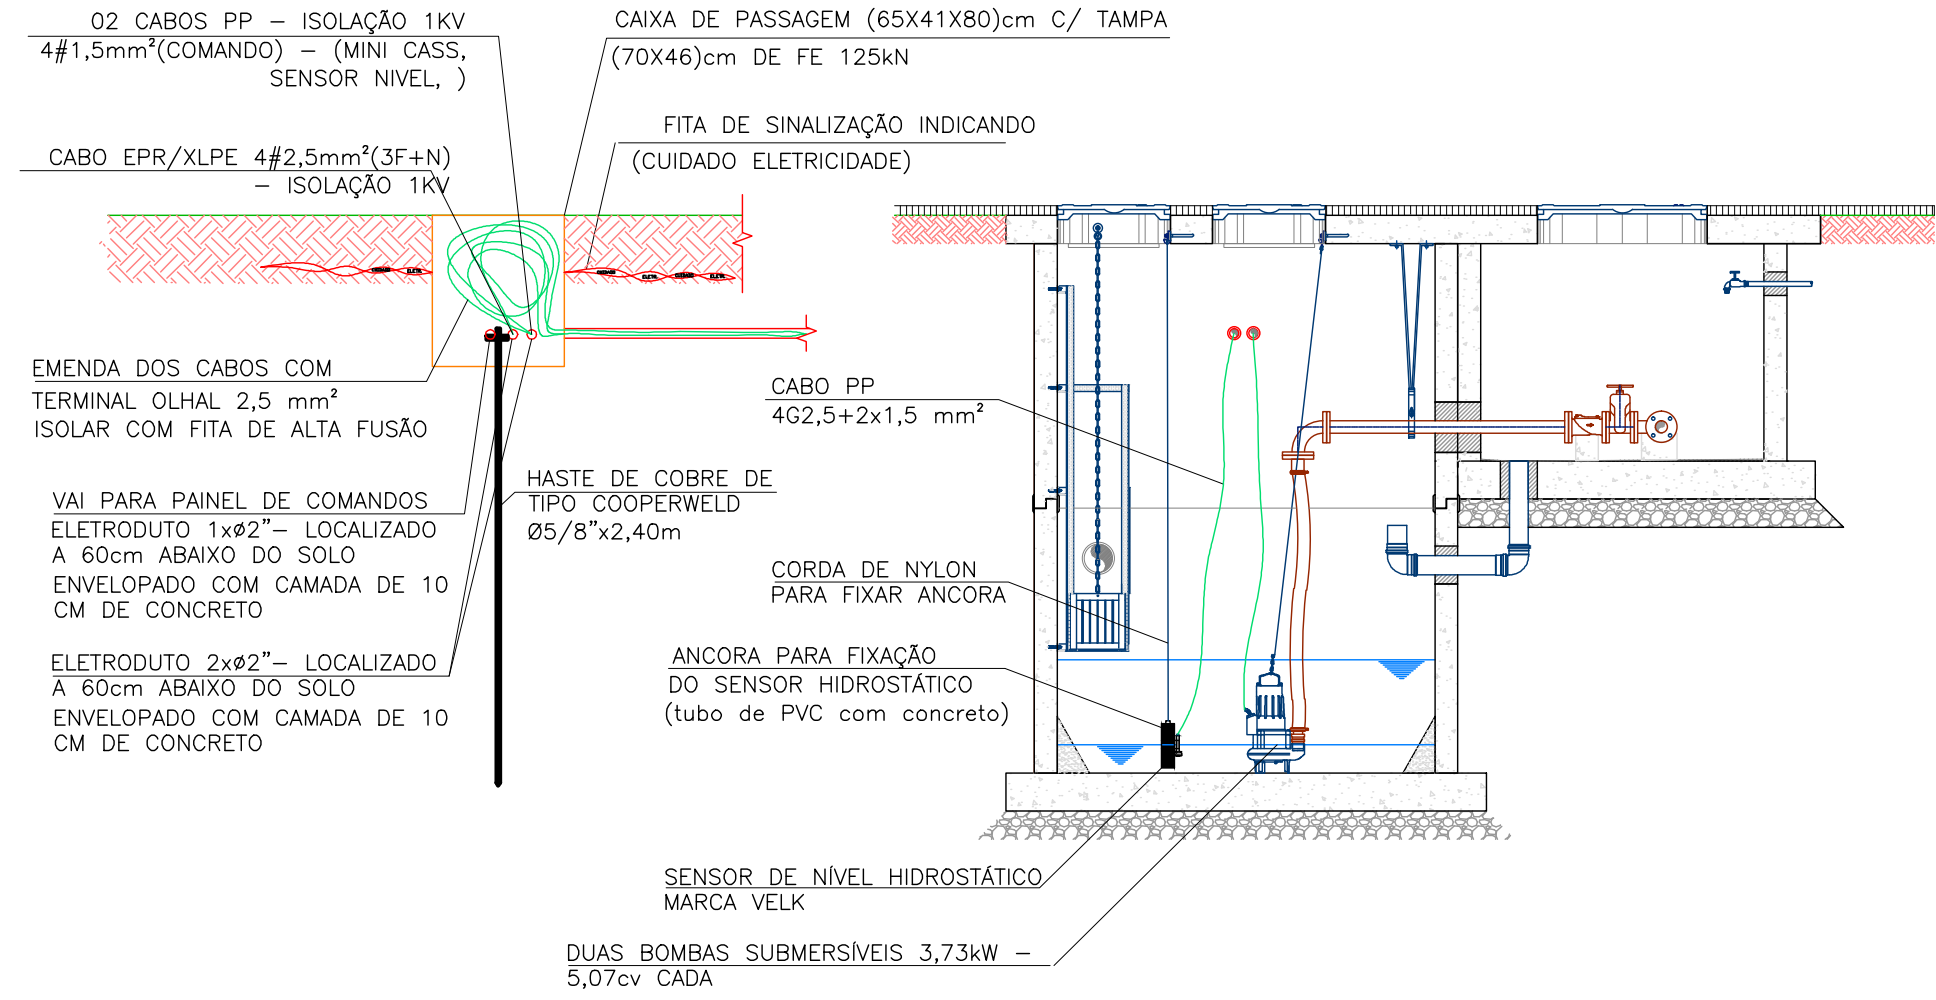 02 CABOS PP – ISOLAÇÃO 1KV
4#1,5mm²(COMANDO) – (MINI CASS,
SENSOR NIVEL, )
CAIXA DE PASSAGEM (65X41X80)cm C/ TAMPA
(70X46)cm DE FE 125kN
FITA DE SINALIZAÇÃO INDICANDO
(CUIDADO ELETRICIDADE)
CABO EPR/XLPE 4#2,5mm²(3F+N)
– ISOLAÇÃO 1KV
EMENDA DOS CABOS COM
TERMINAL OLHAL 2,5 mm²
ISOLAR COM FITA DE ALTA FUSÃO
VAI PARA PAINEL DE COMANDOS
ELETRODUTO 1xø2"– LOCALIZADO
A 60cm ABAIXO DO SOLO
ENVELOPADO COM CAMADA DE 10
CM DE CONCRETO
ELETRODUTO 2xø2"– LOCALIZADO
A 60cm ABAIXO DO SOLO
ENVELOPADO COM CAMADA DE 10
CM DE CONCRETO
HASTE DE COBRE DE
TIPO COOPERWELD
Ø5/8"x2,40m
CABO PP
4G2,5+2x1,5 mm²
CORDA DE NYLON
PARA FIXAR ANCORA
ANCORA PARA FIXAÇÃO
DO SENSOR HIDROSTÁTICO
(tubo de PVC com concreto)
SENSOR DE NÍVEL HIDROSTÁTICO
MARCA VELK
DUAS BOMBAS SUBMERSÍVEIS 3,73kW –
5,07cv CADA